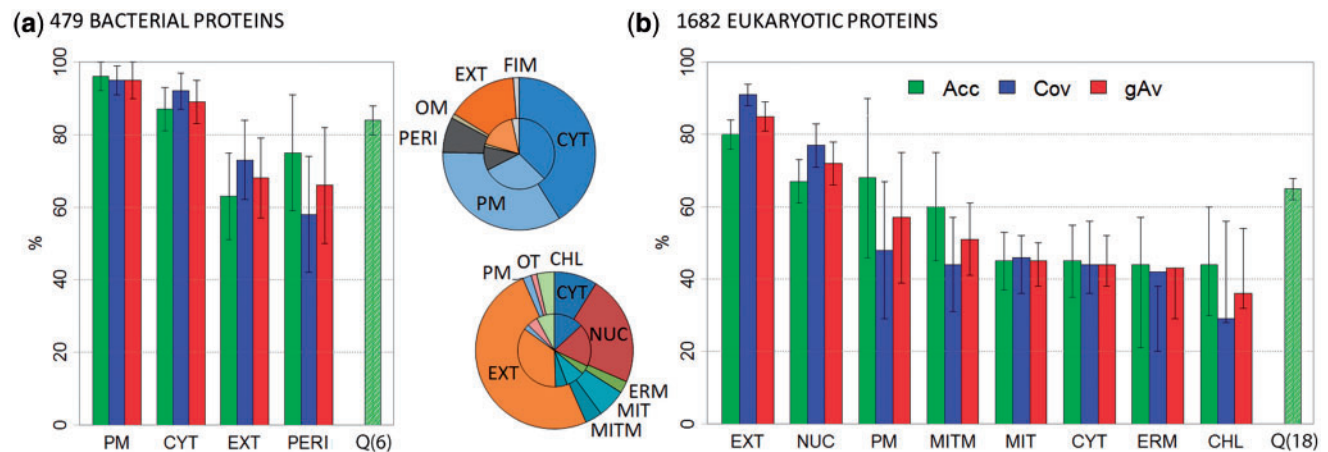 (a) 479 BACTERIAL PROTEINS
100
80
60
40
20
0
%
PM CYT EXT PERI Q(6)
FIM
EXT
OM
PERI
CYT
PM
OT
CHL
PM
CYT
NUC
EXT
ERM
MIT
MITM
(b) 1682 EUKARYOTIC PROTEINS
Acc Cov gAv
100
80
60
40
20
0
%
EXT NUC PM MITM MIT CYT ERM CHL Q(18)